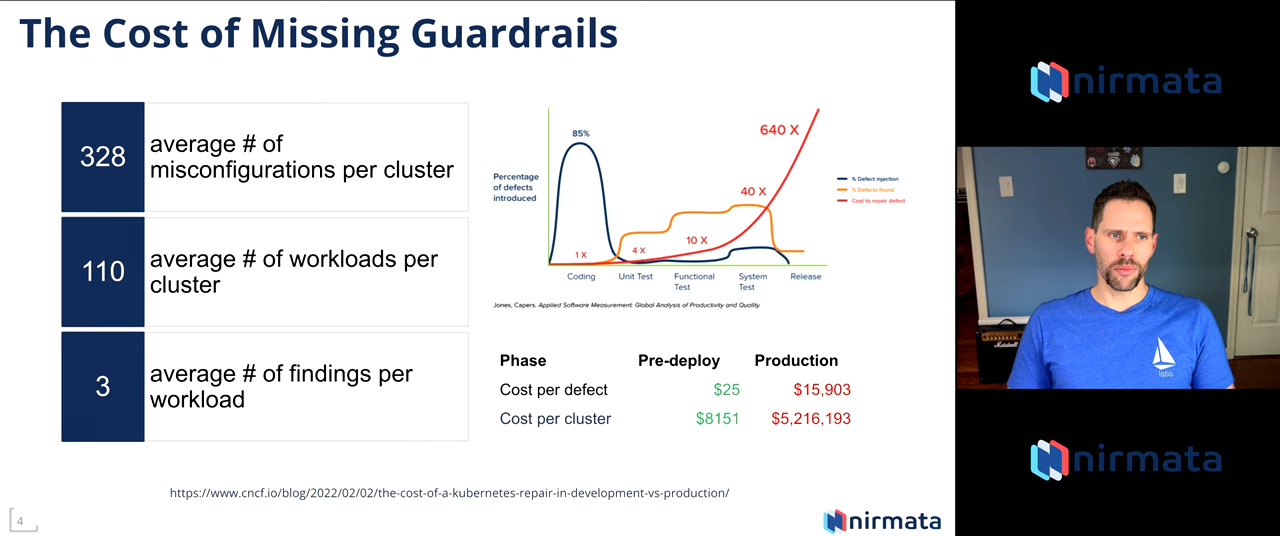 The Cost of Missing Guardrails
328
average # of
misconfigurations per cluster
110
average # of workloads per
cluster
3
average # of findings per
workload
Percentage
of defects
introduced
85%
1 X
4 X
10 X
40 X
640 X
Coding
Unit Test
Functional
Test
System
Test
Release
% Defect injection
% Defects found
Cost to repair defect
Jones, Capers. Applied Software Measurement: Global Analysis of Productivity and Quality.
Phase Pre-deploy Production
Cost per defect $25 $15,903
Cost per cluster $8151 $5,216,193
https://www.cncf.io/blog/2022/02/02/the-cost-of-a-kubernetes-repair-in-development-vs-production/
4
nirmata
nirmata
Marshall
Istio
nirmata